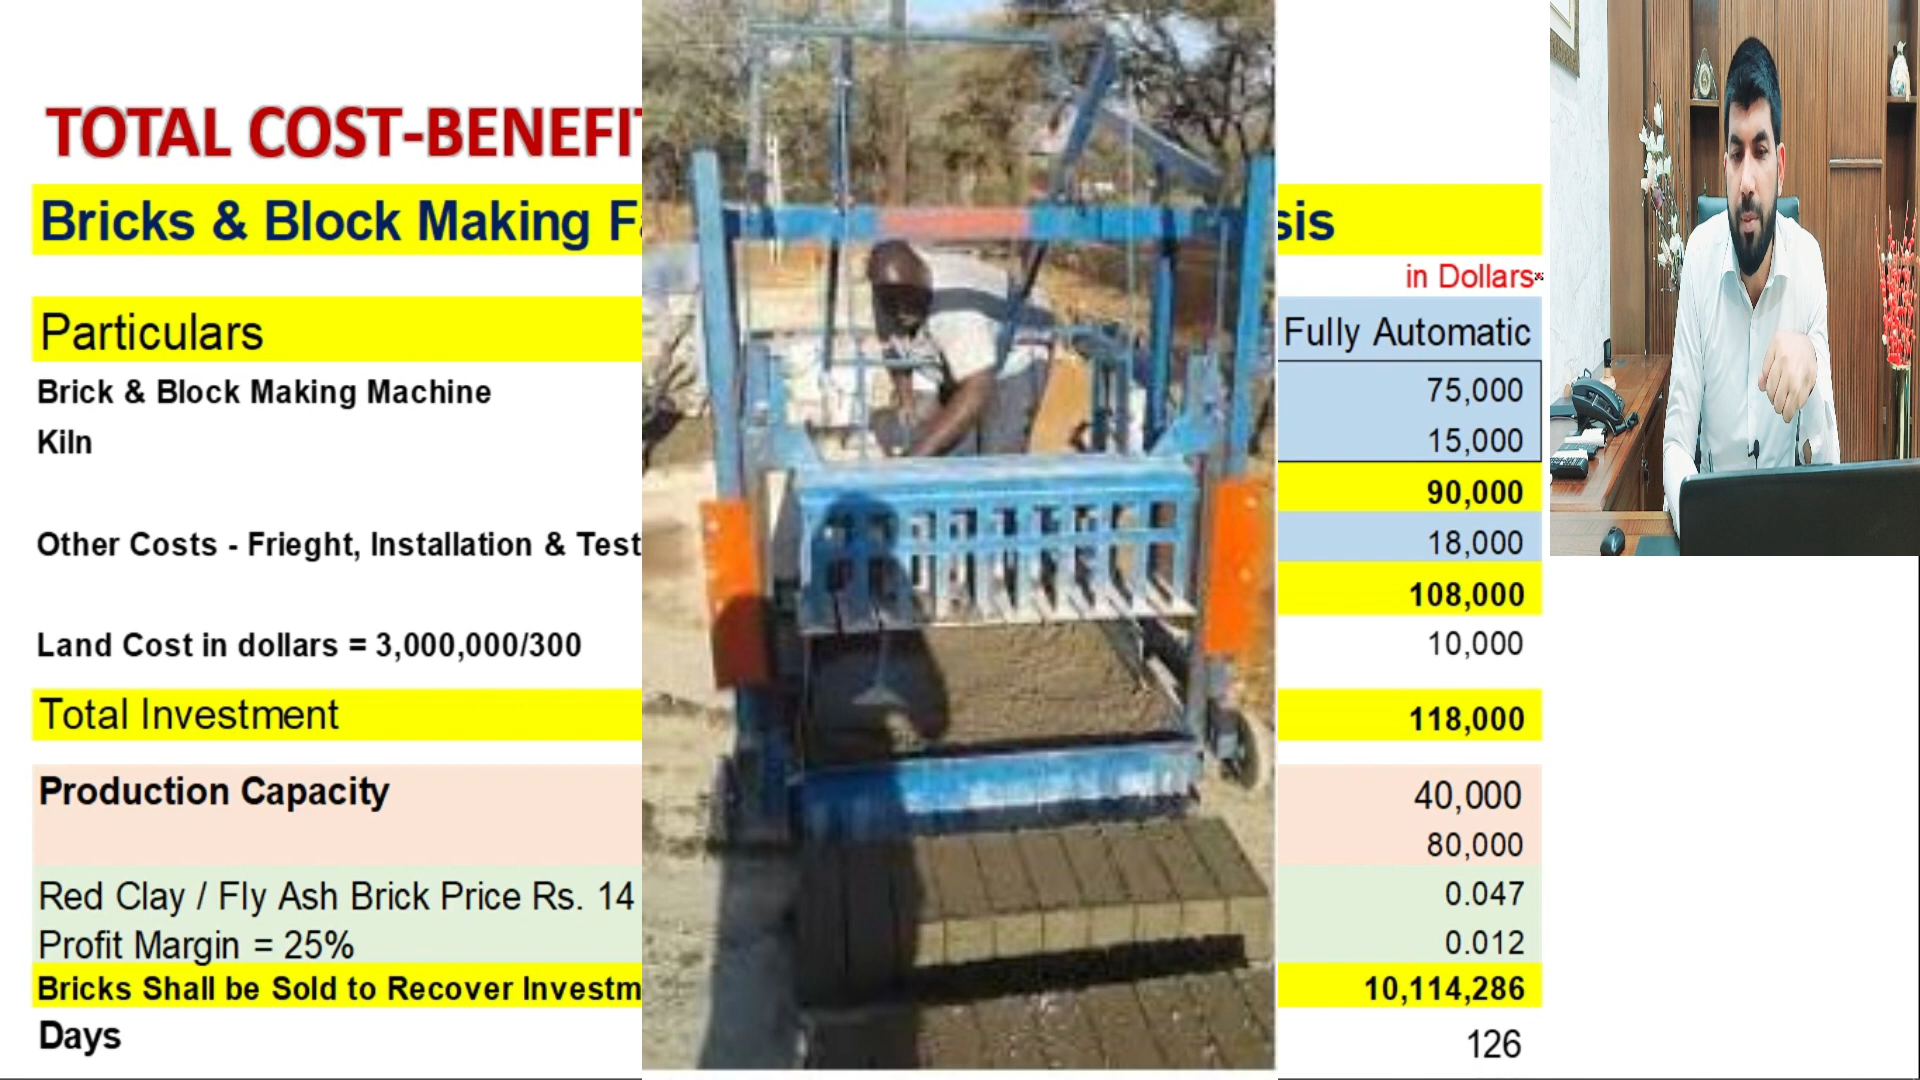 TOTAL COST-BENEFIT
Bricks & Block Making Fa sis
in Dollars
Particulars Fully Automatic
Brick & Block Making Machine 75,000
Kiln 15,000
90,000
Other Costs - Frieght, Installation & Test 18,000
108,000
Land Cost in dollars = 3,000,000/300 10,000
Total Investment 118,000
Production Capacity 40,000
80,000
Red Clay / Fly Ash Brick Price Rs. 14 0.047
Profit Margin = 25% 0.012
Bricks Shall be Sold to Recover Investm 10,114,286
Days 126